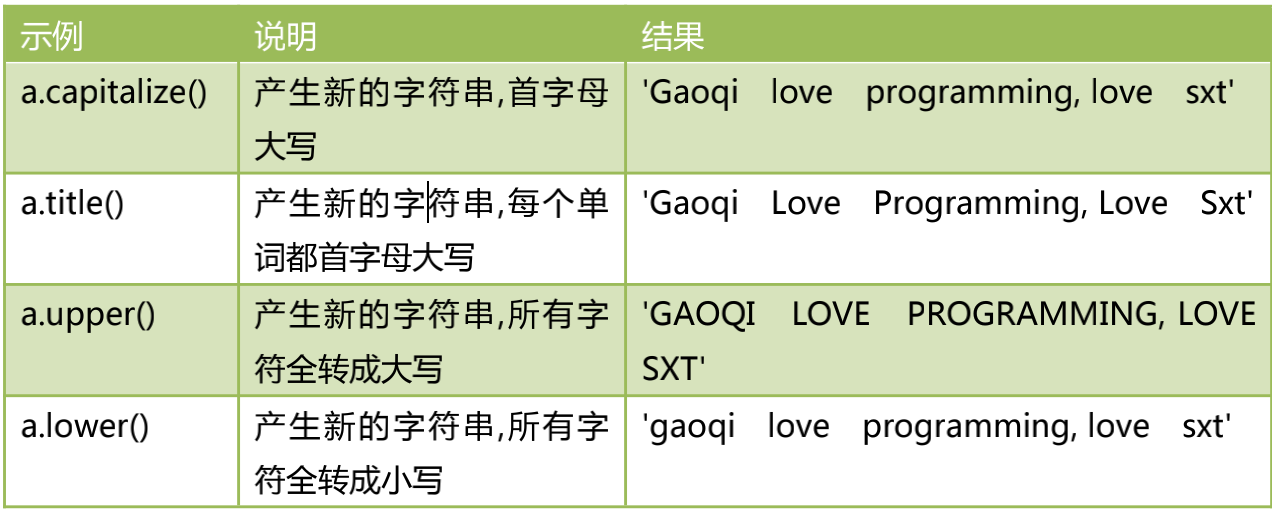 示例 说明 结果
a.capitalize() 产生新的字符串,首字母 'Gaoqi love programming, love sxt'
大写
a.title() 产生新的字符串,每个单 'Gaoqi Love Programming, Love Sxt'
词都首字母大写
a.upper() 产生新的字符串,所有字 'GAOQI LOVE PROGRAMMING, LOVE
符全转成大写 SXT'
a.lower() 产生新的字符串,所有字 'gaoqi love programming, love sxt'
符全转成小写